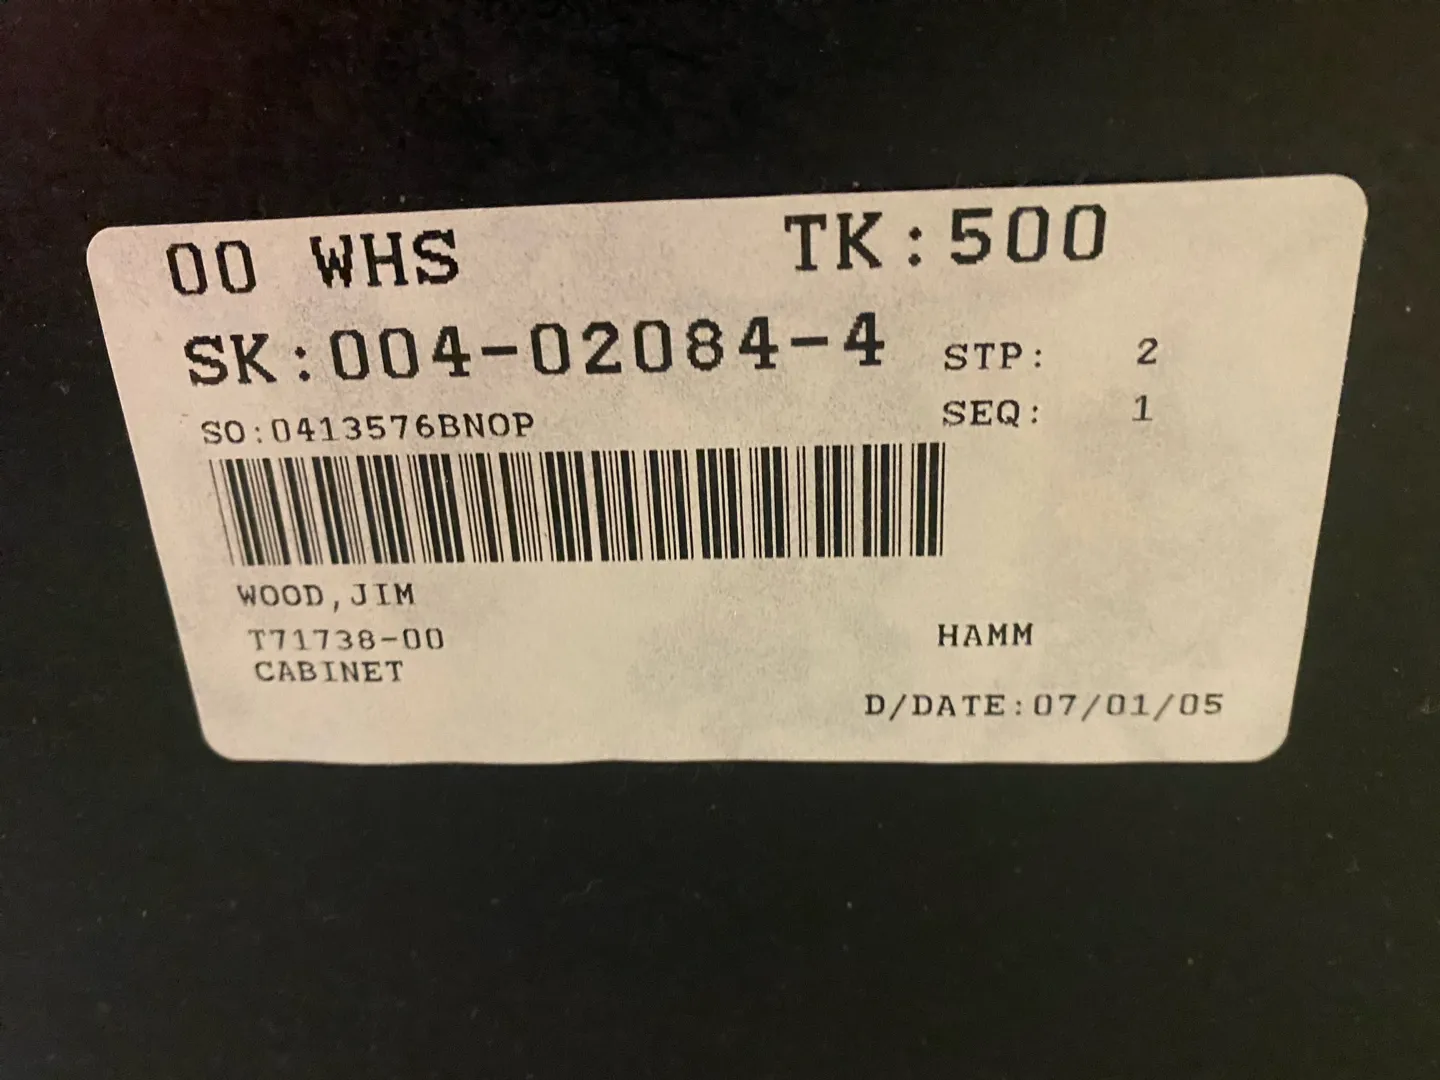 00 WHS TK:500
SK:004-02084-4 STP: 2
SO:0413576BNOP SEQ: 1
WOOD,JIM
T71738-00 HAMM
CABINET
D/DATE:07/01/05